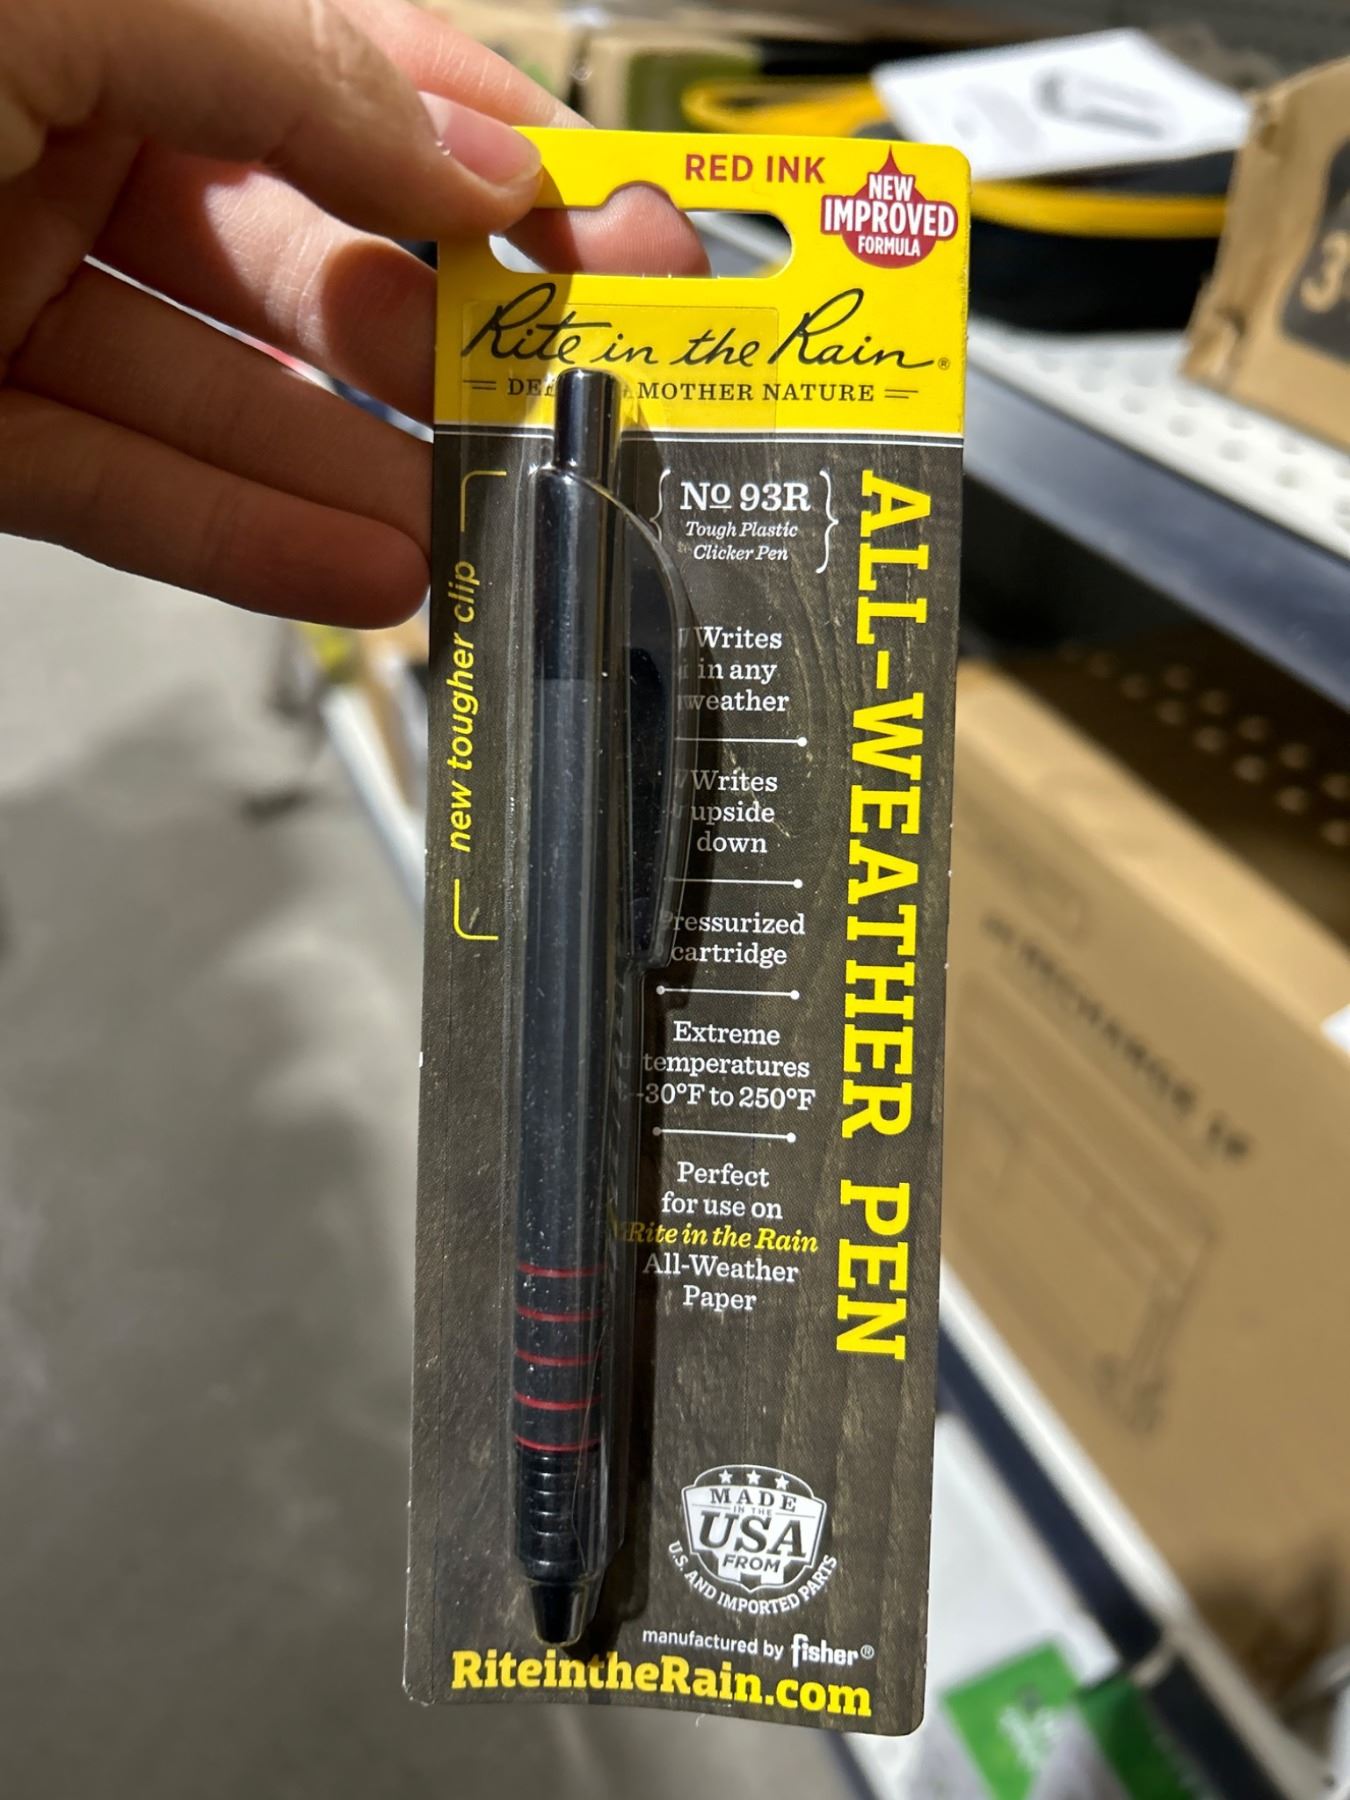 RED INK
NEW
IMPROVED
FORMULA
Rite in the Rain®
MOTHER NATURE
new tougher clip
No 93R
Tough Plastic
Clicker Pen
Writes
in any
weather
Writes
upside
down
Pressurized
cartridge
Extreme
temperatures
-30°F to 250°F
Perfect
for use on
Rite in the Rain
All-Weather
Paper
ALL-WEATHER PEN
MADE
IN THE
USA
FROM
U.S. AND IMPORTED PARTS
manufactured by fisher®
RiteintheRain.com
3